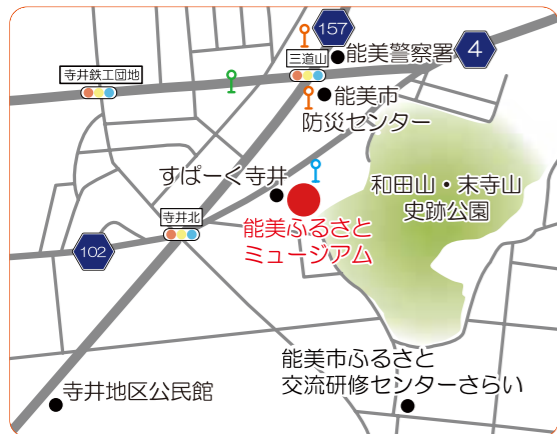 157
三道山
能美警察署
4
寺井鉄工団地
能美市
防災センター
すぱーく寺井
和田山・末寺山
史跡公園
寺井北
能美ふるさと
ミュージアム
102
能美市ふるさと
交流研修センターさらい
寺井地区公民館